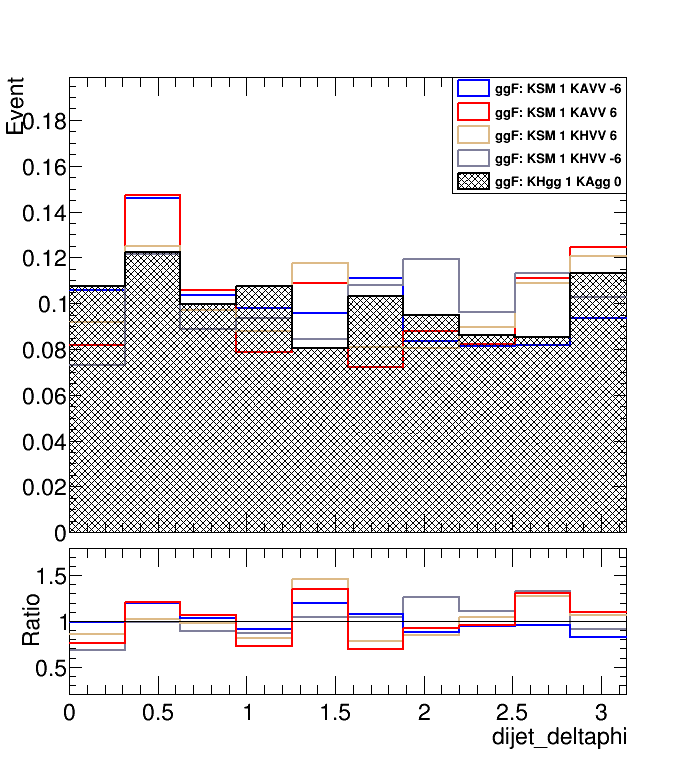 Event
0.18
0.16
0.14
0.12
0.1
0.08
0.06
0.04
0.02
0
ggF: KSM 1 KAVV -6
ggF: KSM 1 KAVV 6
ggF: KSM 1 KHVV 6
ggF: KSM 1 KHVV -6
ggF: KHgg 1 KAgg 0
Ratio
1.5
1
0.5
0 0.5 1 1.5 2 2.5 3
dijet_deltaphi